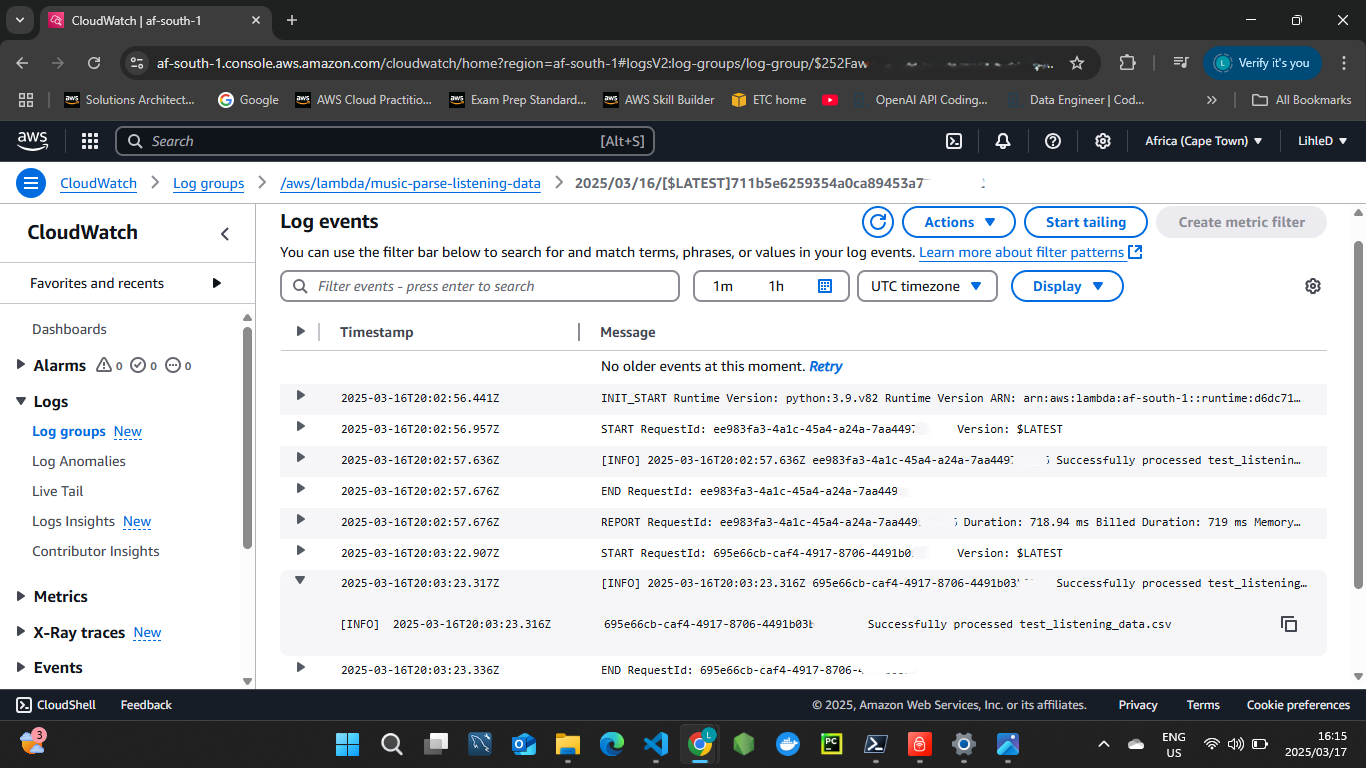 CloudWatch | af-south-1
af-south-1.console.aws.amazon.com/cloudwatch/home?region=af-south-1#logsV2:log-groups/log-group/$252Faw
Verify it's you
Solutions Architect...
Google
AWS Cloud Practitio...
Exam Prep Standard...
AWS Skill Builder
ETC home
OpenAI API Coding...
Data Engineer | Cod...
All Bookmarks
aws
Search
[Alt+S]
Africa (Cape Town)
LihleD
CloudWatch
Log groups
/aws/lambda/music-parse-listening-data
2025/03/16/[$LATEST]711b5e6259354a0ca89453a7
CloudWatch
Favorites and recents
Dashboards
Alarms 0 0 0
Logs
Log groups New
Log Anomalies
Live Tail
Logs Insights New
Contributor Insights
Metrics
X-Ray traces New
Events
Log events
Actions
Start tailing
Create metric filter
You can use the filter bar below to search for and match terms, phrases, or values in your log events. Learn more about filter patterns
Filter events - press enter to search
1m 1h
UTC timezone
Display
Timestamp Message
No older events at this moment. Retry
2025-03-16T20:02:56.441Z INIT_START Runtime Version: python:3.9.v82 Runtime Version ARN: arn:aws:lambda:af-south-1::runtime:d6dc71...
2025-03-16T20:02:56.957Z START RequestId: ee983fa3-4a1c-45a4-a24a-7aa4497 Version: $LATEST
2025-03-16T20:02:57.636Z [INFO] 2025-03-16T20:02:57.636Z ee983fa3-4a1c-45a4-a24a-7aa4497 Successfully processed test_listenin...
2025-03-16T20:02:57.676Z END RequestId: ee983fa3-4a1c-45a4-a24a-7aa449
2025-03-16T20:02:57.676Z REPORT RequestId: ee983fa3-4a1c-45a4-a24a-7aa449 Duration: 718.94 ms Billed Duration: 719 ms Memory...
2025-03-16T20:03:22.907Z START RequestId: 695e66cb-caf4-4917-8706-4491b0 Version: $LATEST
2025-03-16T20:03:23.317Z [INFO] 2025-03-16T20:03:23.316Z 695e66cb-caf4-4917-8706-4491b03 Successfully processed test_listening...
[INFO] 2025-03-16T20:03:23.316Z 695e66cb-caf4-4917-8706-4491b03 Successfully processed test_listening_data.csv
2025-03-16T20:03:23.336Z END RequestId: 695e66cb-caf4-4917-8706-
CloudShell
Feedback
© 2025, Amazon Web Services, Inc. or its affiliates.
Privacy
Terms
Cookie preferences
3
L
PC
ENG
US
16:15
2025/03/17